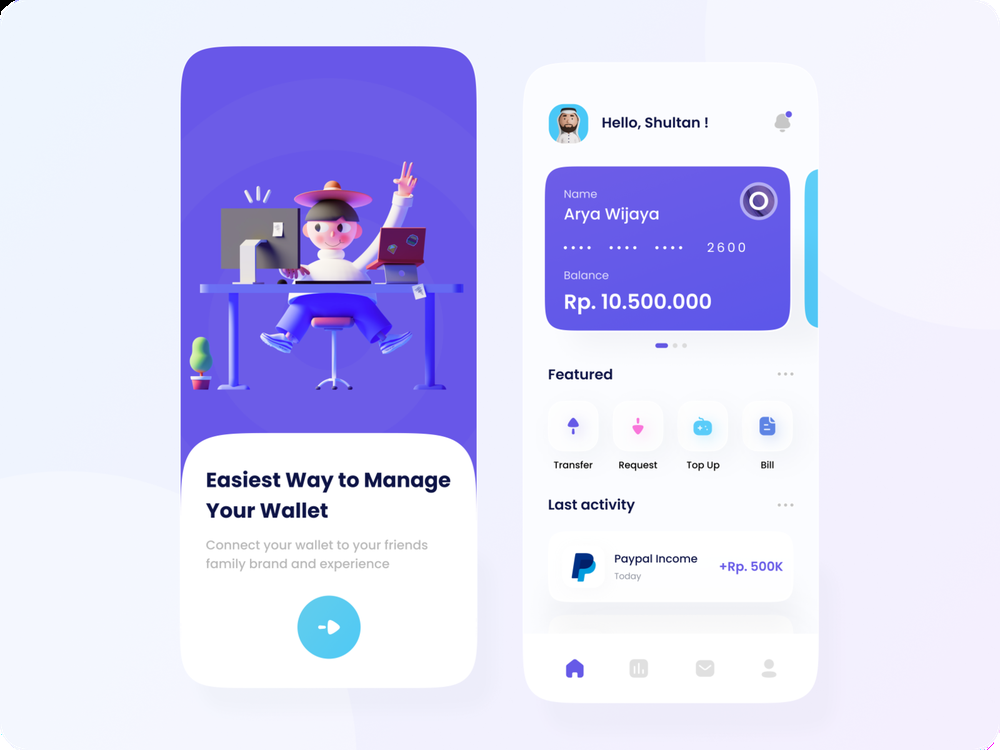 Easiest Way to Manage
Your Wallet
Connect your wallet to your friends
family brand and experience
Hello, Shultan !
Name
Arya Wijaya
•••• •••• •••• 2600
Balance
Rp. 10.500.000
Featured
Transfer
Request
Top Up
Bill
Last activity
Paypal Income
Today
+Rp. 500K